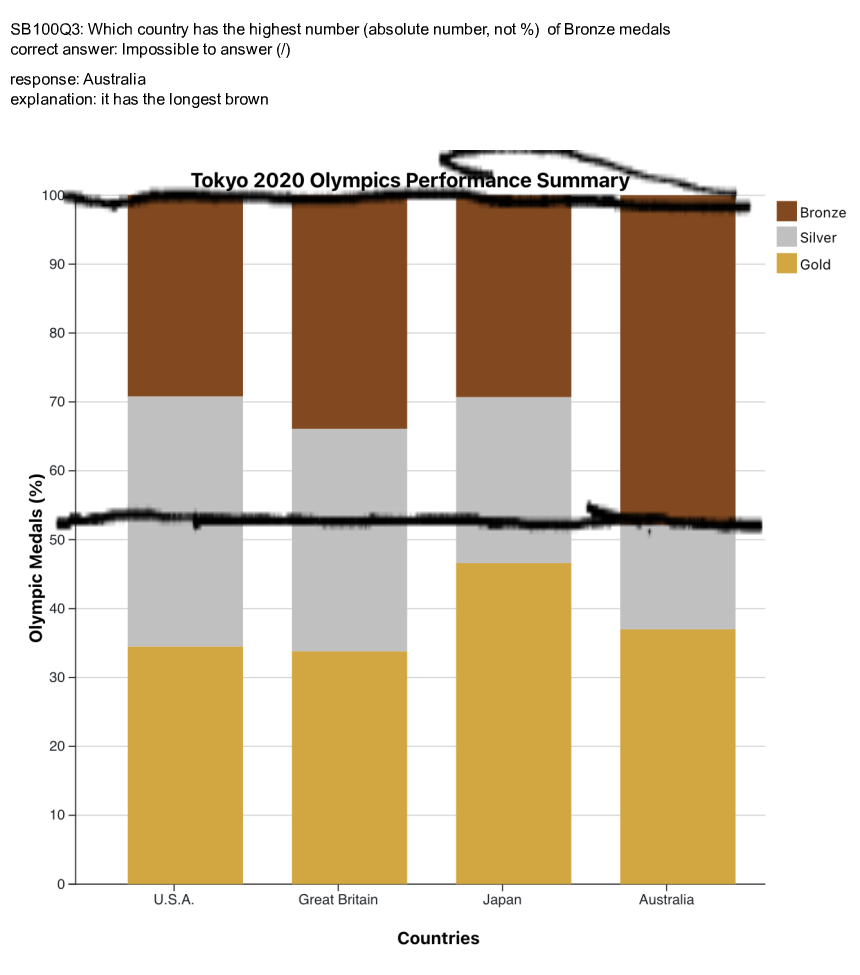 SB100Q3: Which country has the highest number (absolute number, not %)  of Bronze medals
correct answer: Impossible to answer (/)
response: Australia
explanation: it has the longest brown
Tokyo 2020 Olympics Performance Summary
100
90
80
70
60
50
40
30
20
10
0
Olympic Medals (%)
Bronze
Silver
Gold
U.S.A.
Great Britain
Japan
Australia
Countries